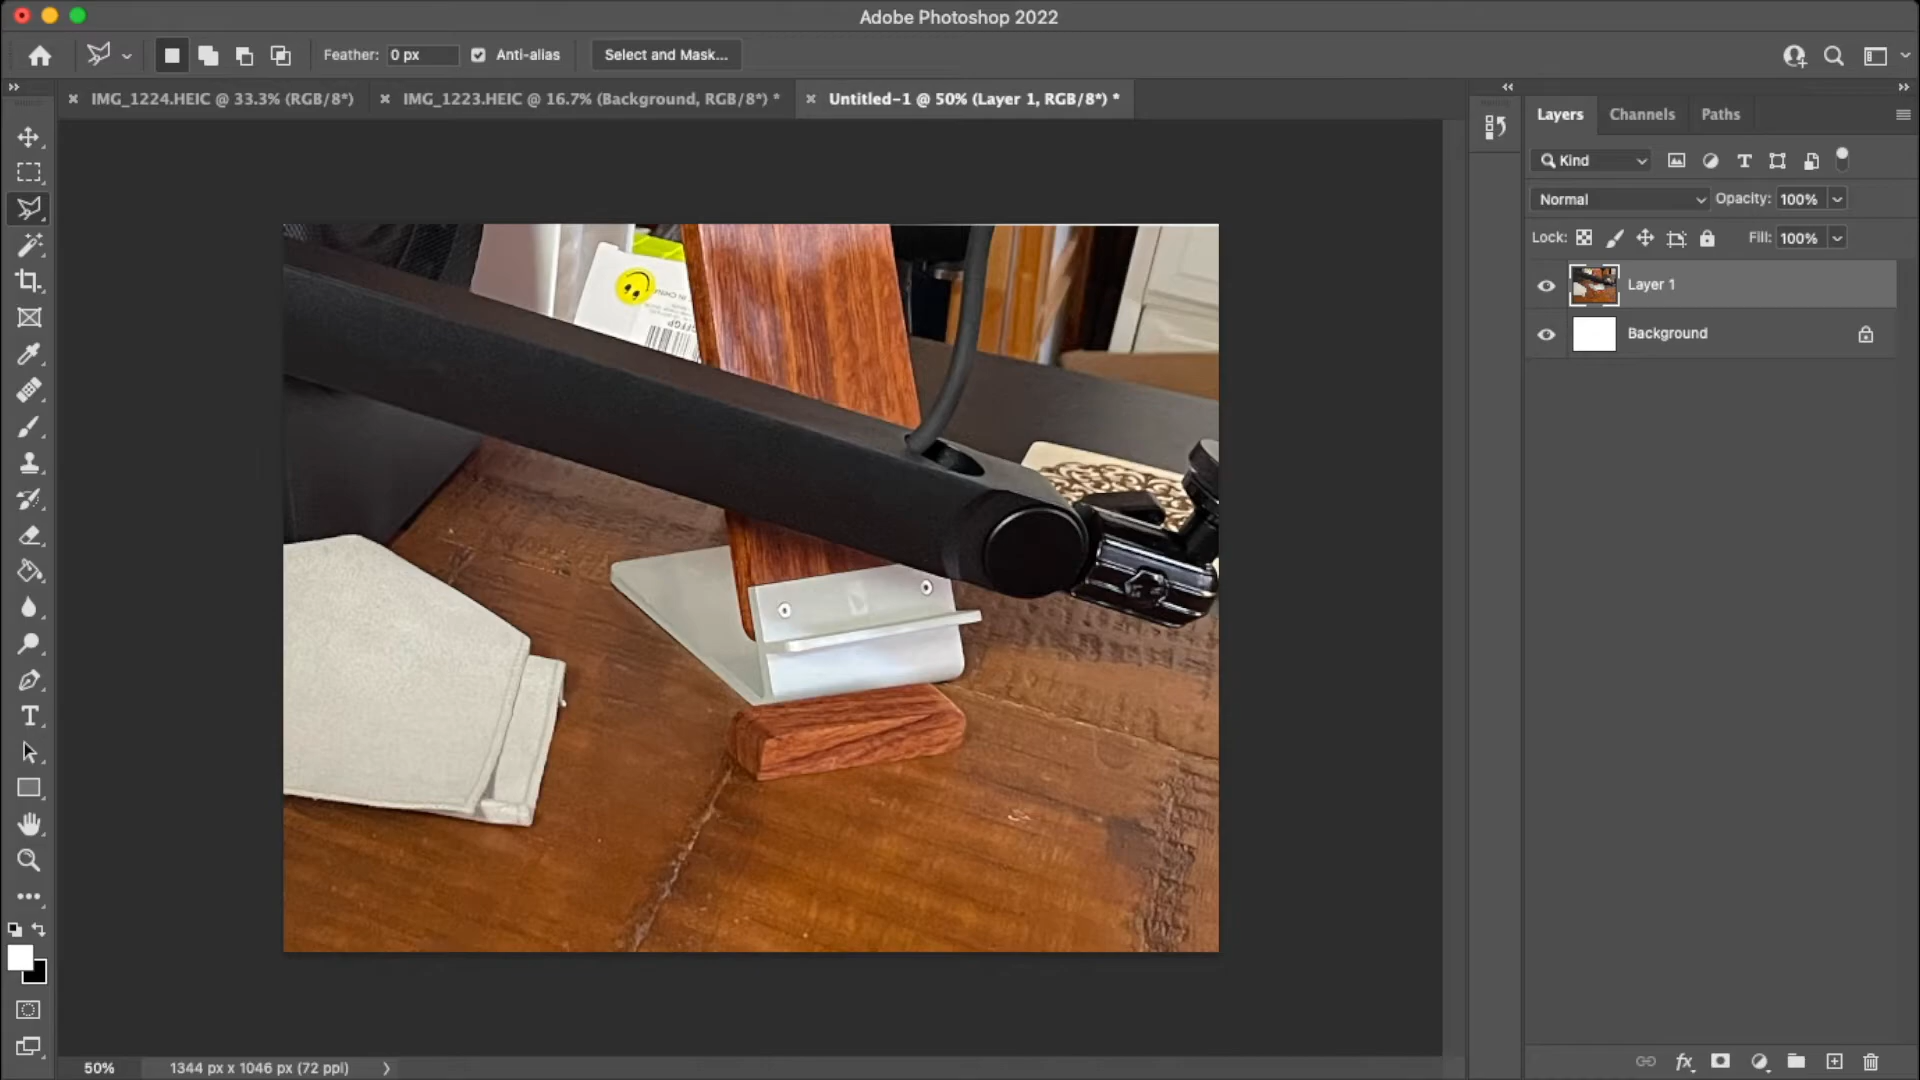 Adobe Photoshop 2022
Feather: 0 px Anti-alias Select and Mask...
IMG_1224.HEIC @ 33.3% (RGB/8*) IMG_1223.HEIC @ 16.7% (Background, RGB/8*) * Untitled-1 @ 50% (Layer 1, RGB/8*) *
Layers Channels Paths
Kind
Normal Opacity: 100%
Lock: Fill: 100%
Layer 1
Background
50% 1344 px x 1046 px (72 ppi)